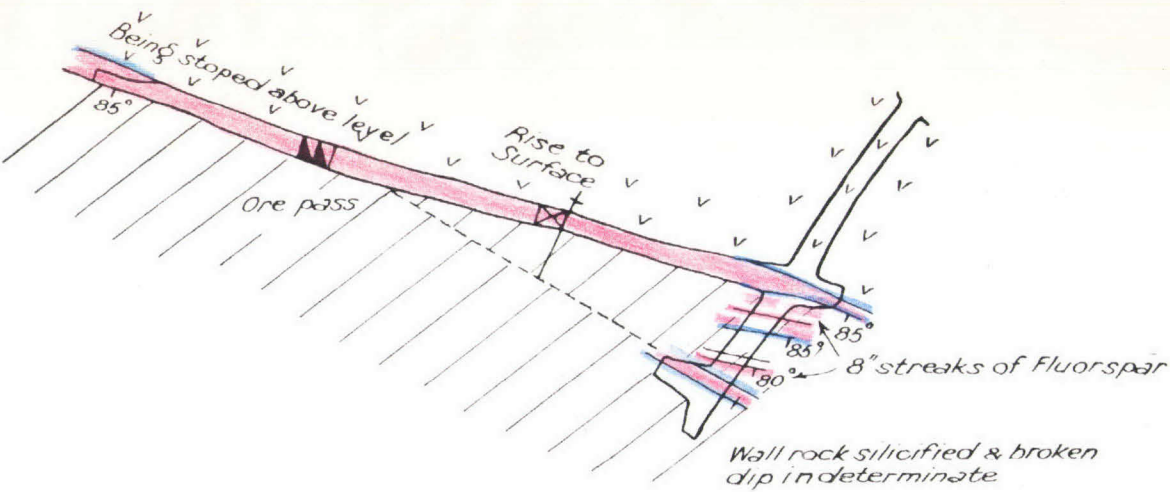 Being stoped above level
85°
Rise to
Surface
Ore pass
85°
85°
8" streaks of Fluorspar
80°
Wall rock silicified & broken
dip indeterminate